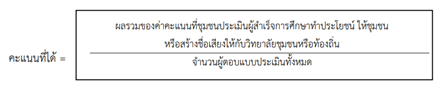 ผลรวมของค่าคะแนนที่ชุมชนประเมินผู้สำเร็จการศึกษาทำประโยชน์ ให้ชุมชน
หรือสร้างชื่อเสียงให้กับวิทยาลัยชุมชนหรือท้องถิ่น
คะแนนที่ได้ =
จำนวนผู้ตอบแบบประเมินทั้งหมด